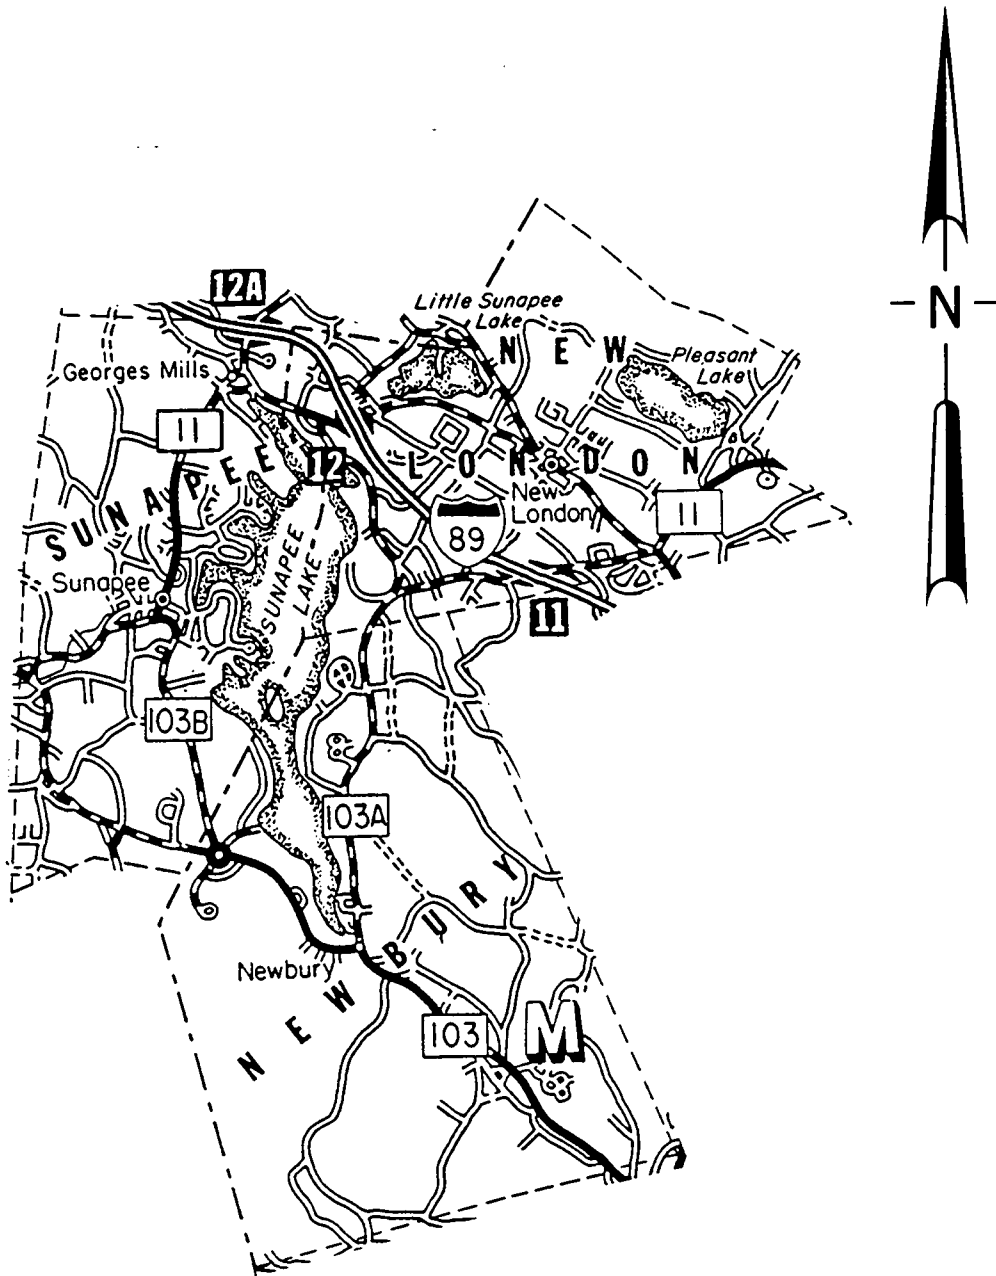 12A
N
Little Sunapee
Lake
NEW
Pleasant
Lake
Georges Mills
11
SUNAPEE
12
LONDON
New
London
11
89
SUNAPEE
LAKE
Sunapee
11
103B
103A
NEWBURY
Newbury
103
M